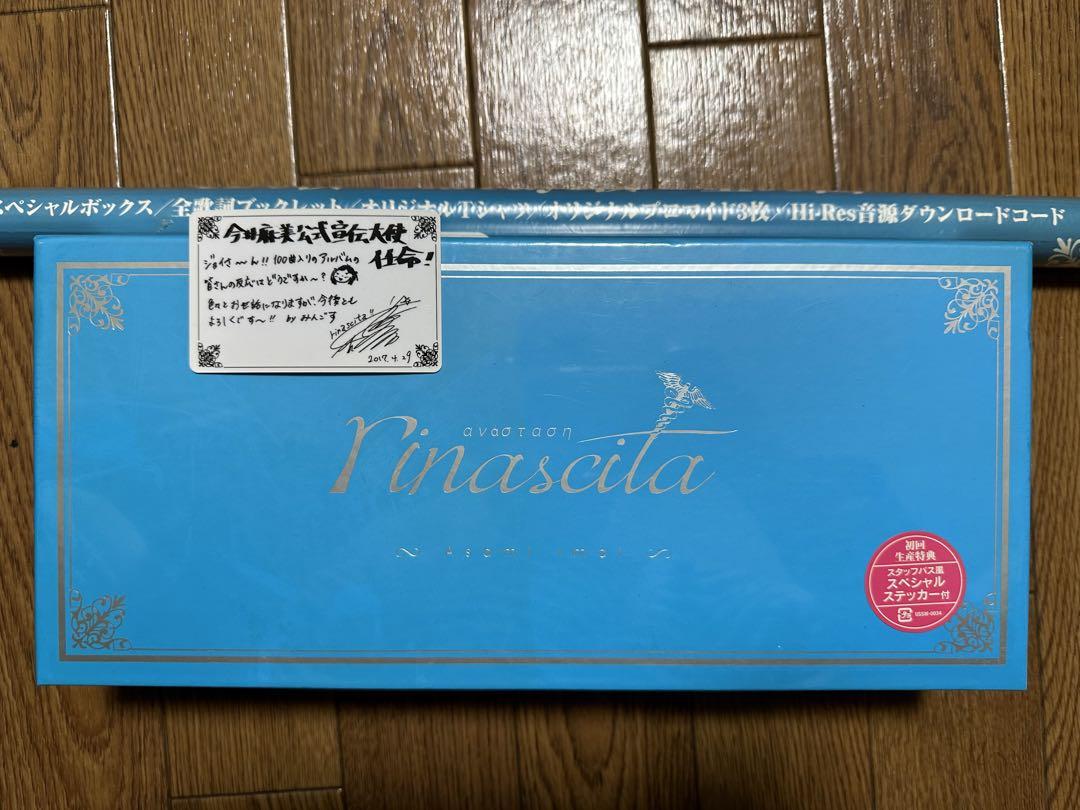 スペシャルボックス／全歌詞ブックレット／オリジナルTシャツ／オリジナルブロマイド3枚／Hi-Res音源ダウンロードコード
今井麻美公式宣伝大使
任命!
ジョイさ〜ん!! 100曲入りのアルバムの
皆さんの反応はどうですか〜?
色々とお世話になりますが、今後とも
よろしくです〜!! by みんごす
rinascita!!
2017.4.29
ανάσταση
rinascita
Asami Imai
初回
生産特典
スタッフパス風
スペシャル
ステッカー付
USSW-0034